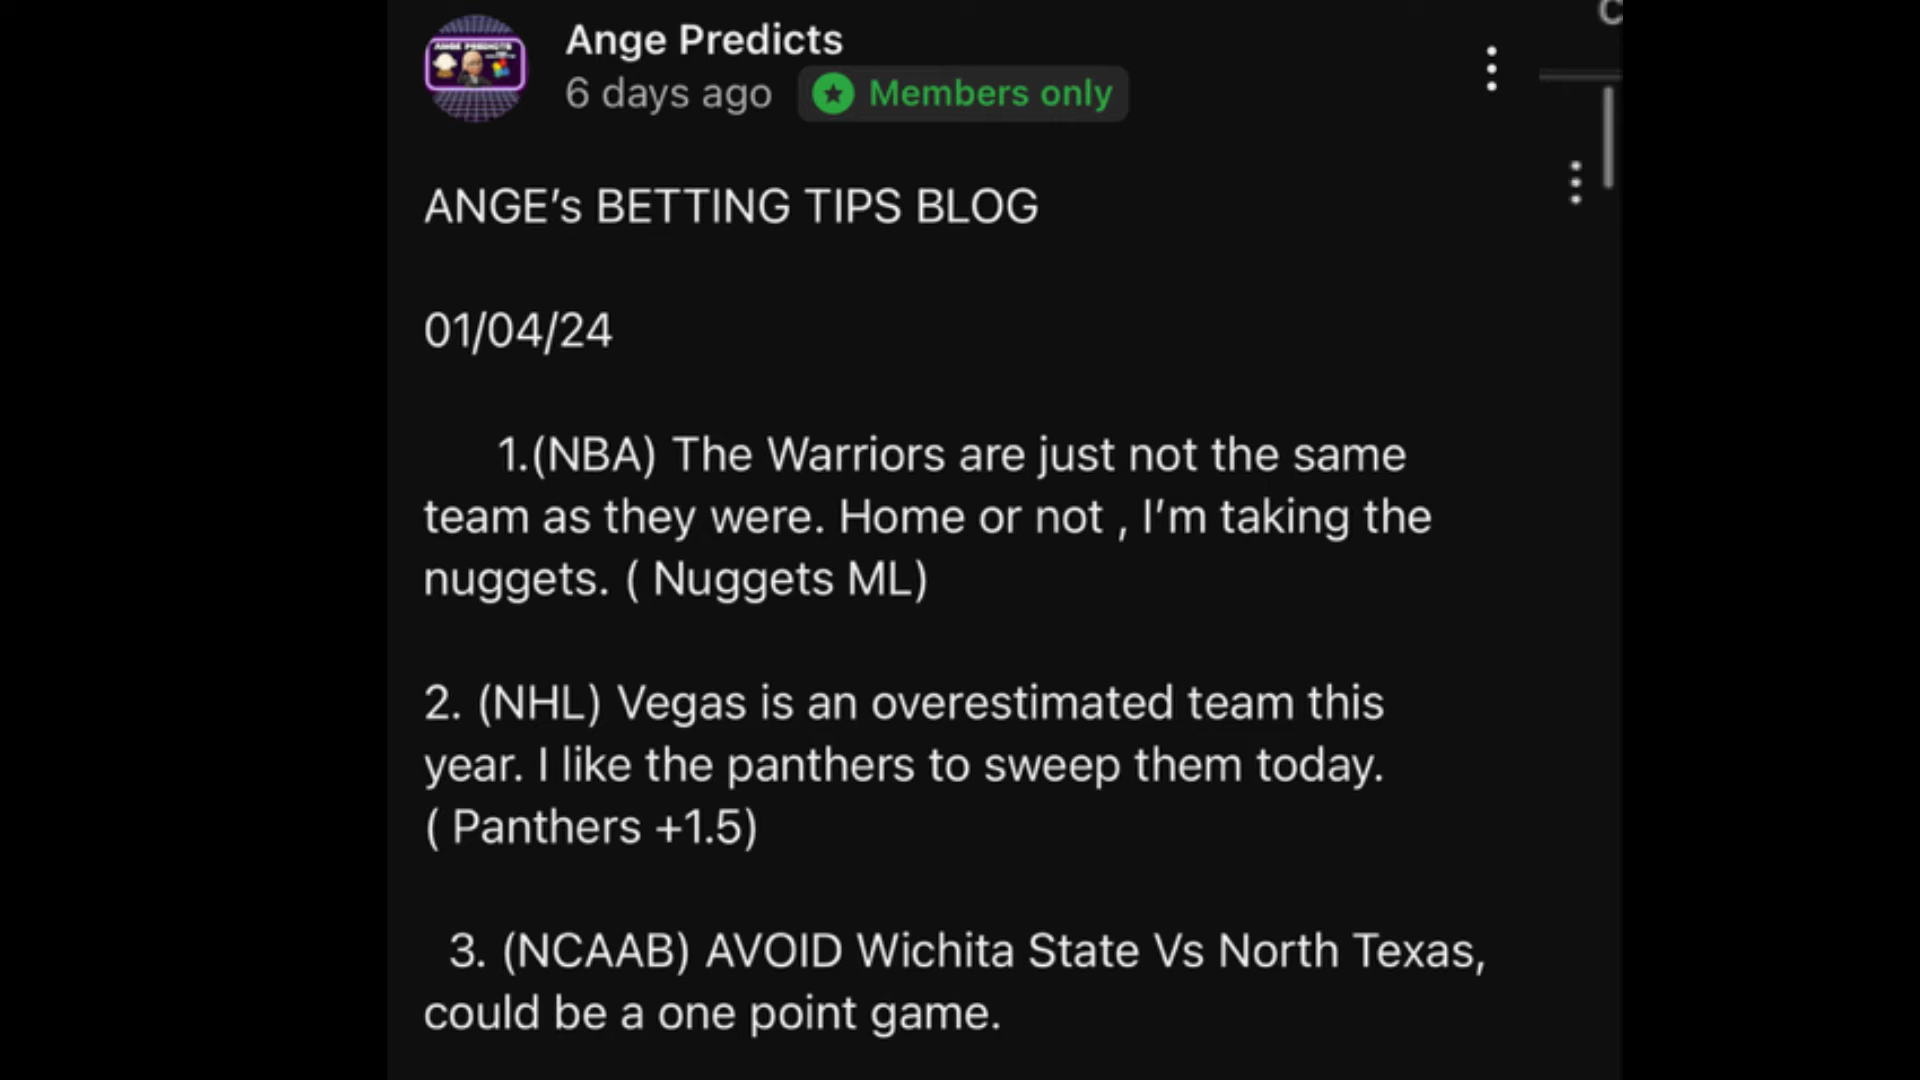 Ange Predicts
6 days ago Members only
ANGE’s BETTING TIPS BLOG
01/04/24
1.(NBA) The Warriors are just not the same
team as they were. Home or not , I’m taking the
nuggets. ( Nuggets ML)
2. (NHL) Vegas is an overestimated team this
year. I like the panthers to sweep them today.
( Panthers +1.5)
3. (NCAAB) AVOID Wichita State Vs North Texas,
could be a one point game.